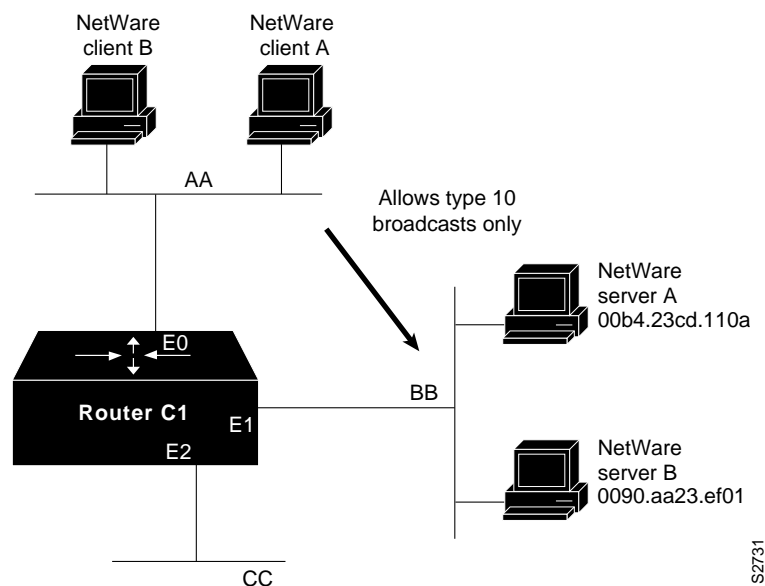 NetWare
client B
NetWare
client A
AA
Allows type 10
broadcasts only
NetWare
server A
00b4.23cd.110a
E0
BB
Router C1
E1
E2
NetWare
server B
0090.aa23.ef01
CC
S2731